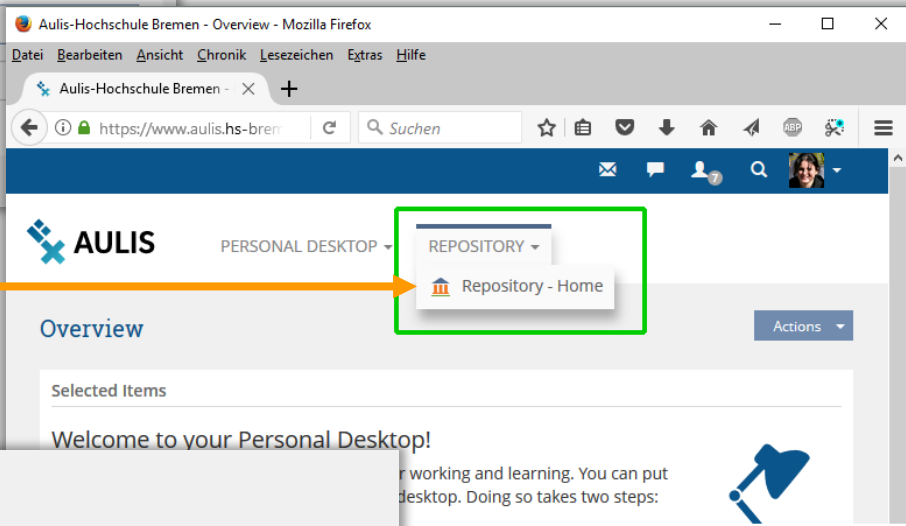 Aulis-Hochschule Bremen - Overview - Mozilla Firefox
Datei Bearbeiten Ansicht Chronik Lesezeichen Extras Hilfe
Aulis-Hochschule Bremen -
https://www.aulis.hs-brem
Suchen
ABP
7
AULIS
PERSONAL DESKTOP
REPOSITORY
Repository - Home
Overview
Actions
Selected Items
Welcome to your Personal Desktop!
r working and learning. You can put
desktop. Doing so takes two steps: